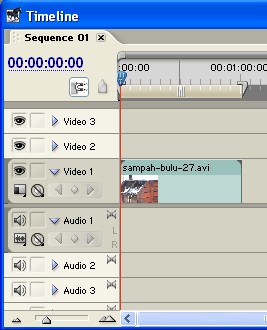 Timeline
Sequence 01
00:00:00:00
:00:00
00:01:00:00
Video 3
Video 2
Video 1
sampah-bulu-27.avi
Audio 1
L
R
Audio 2
Audio 3